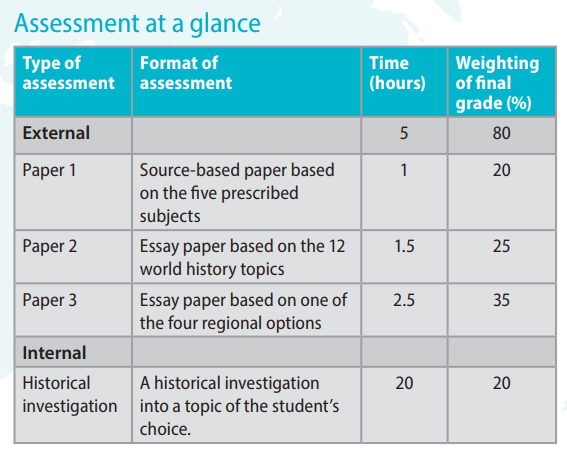 Assessment at a glance
Type of assessment Format of assessment Time (hours) Weighting of final grade (%)
External 5 80
Paper 1 Source-based paper based on the five prescribed subjects 1 20
Paper 2 Essay paper based on the 12 world history topics 1.5 25
Paper 3 Essay paper based on one of the four regional options 2.5 35
Internal
Historical investigation A historical investigation into a topic of the student's choice. 20 20